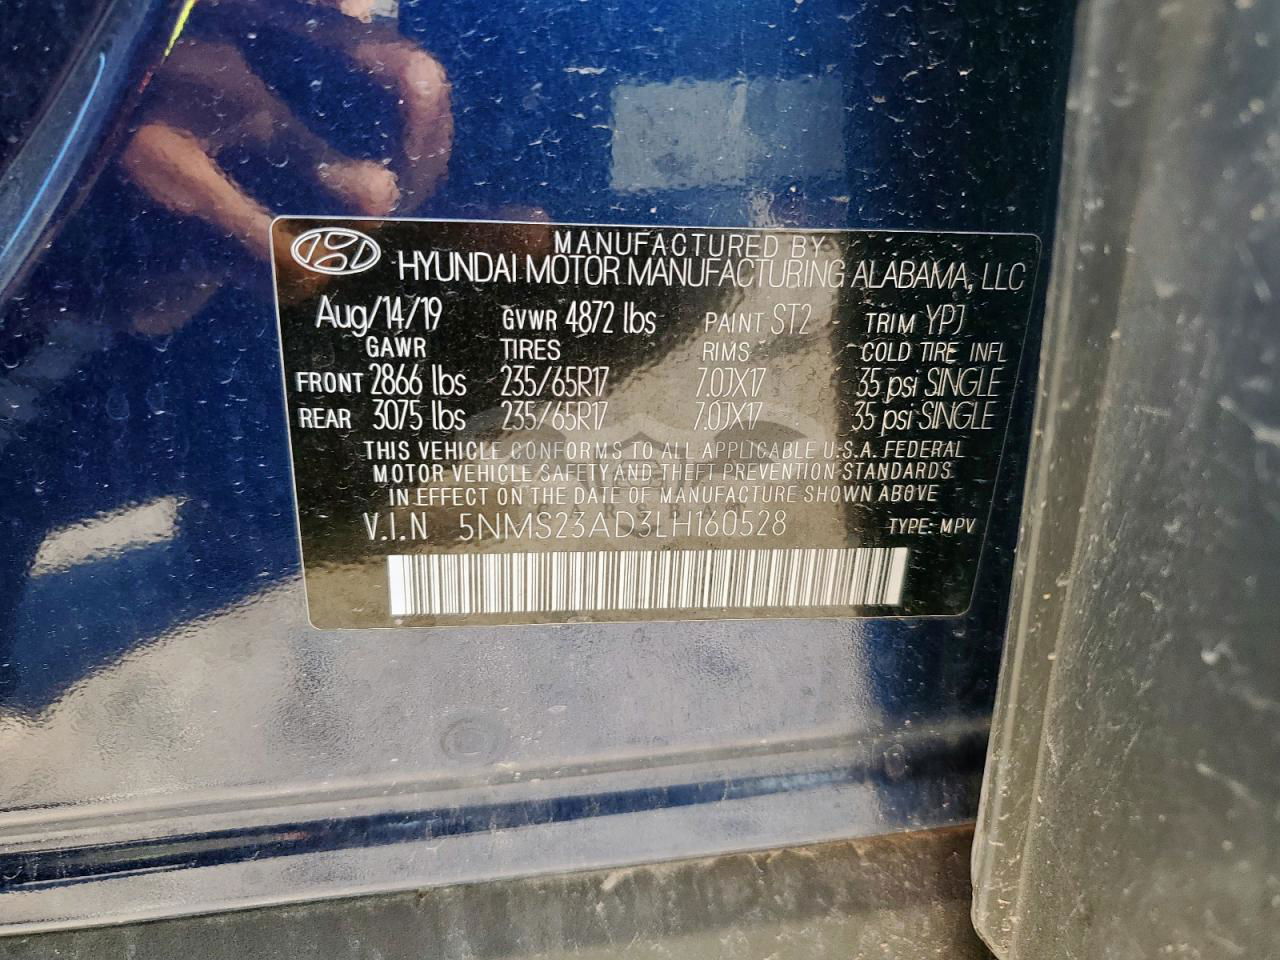 MANUFACTURED BY
HYUNDAI MOTOR MANUFACTURING ALABAMA, LLC
Aug/14/19 GVWR 4872 lbs PAINT ST2 TRIM YPJ
GAWR TIRES RIMS COLD TIRE INFL
FRONT 2866 lbs 235/65R17 7.0JX17 35 psi SINGLE
REAR 3075 lbs 235/65R17 7.0JX17 35 psi SINGLE
THIS VEHICLE CONFORMS TO ALL APPLICABLE U.S.A. FEDERAL
MOTOR VEHICLE SAFETY AND THEFT PREVENTION STANDARDS
IN EFFECT ON THE DATE OF MANUFACTURE SHOWN ABOVE
V.I.N 5NMS23AD3LH160528 TYPE: MPV